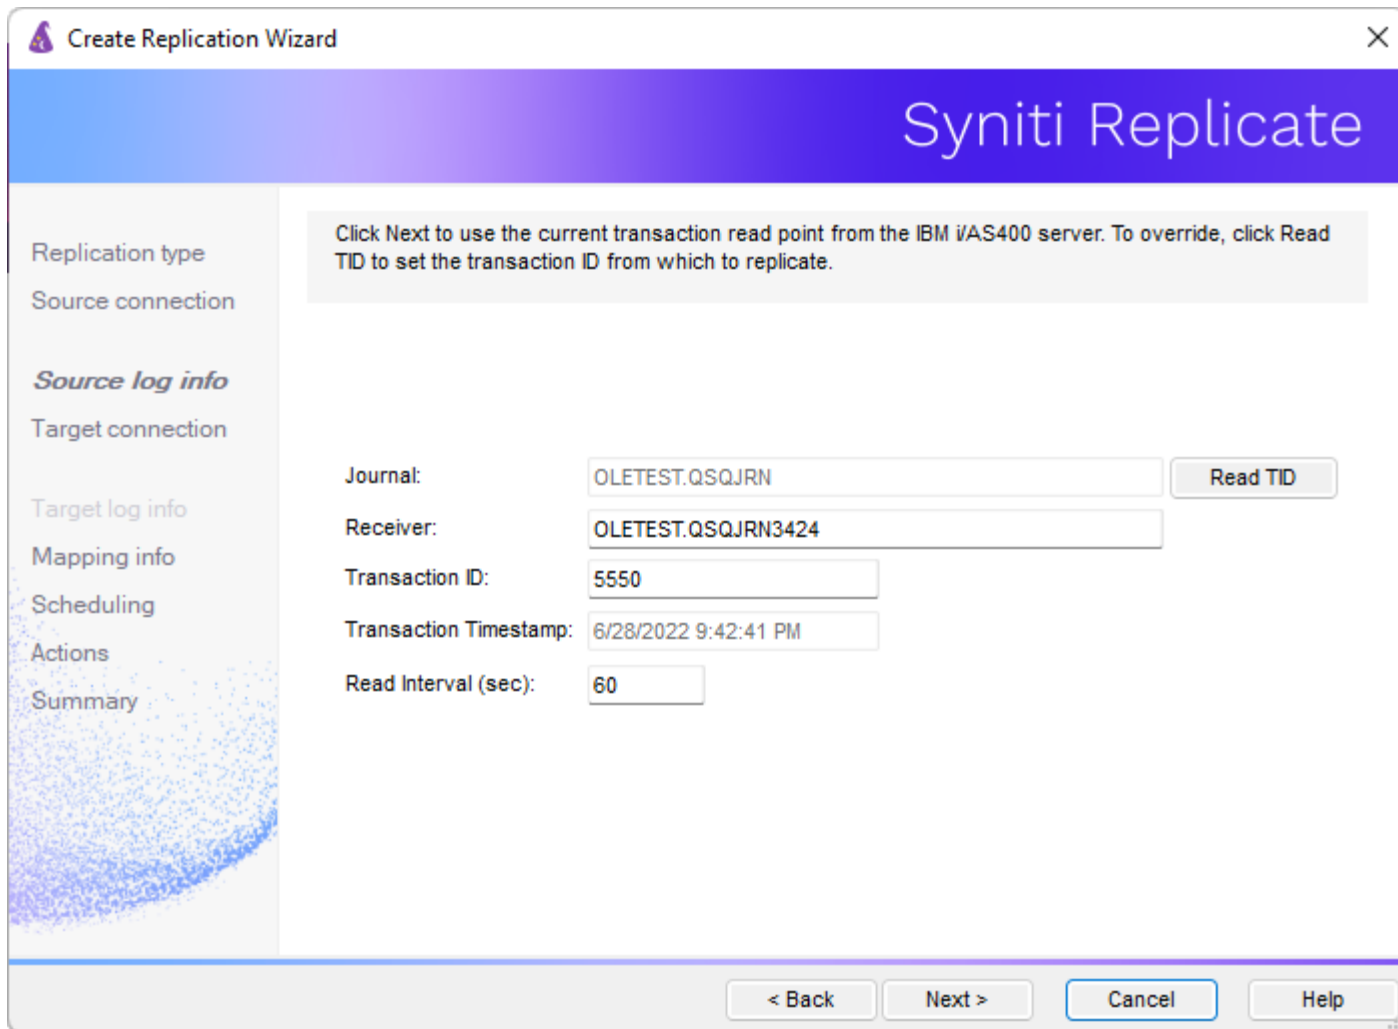 Create Replication Wizard
Syniti Replicate
Replication type
Source connection
Source log info
Target connection
Target log info
Mapping info
Scheduling
Actions
Summary
Click Next to use the current transaction read point from the IBM i/AS400 server. To override, click Read
TID to set the transaction ID from which to replicate.
Journal: OLETEST.QSQJRN Read TID
Receiver: OLETEST.QSQJRN3424
Transaction ID: 5550
Transaction Timestamp: 6/28/2022 9:42:41 PM
Read Interval (sec): 60
< Back Next > Cancel Help